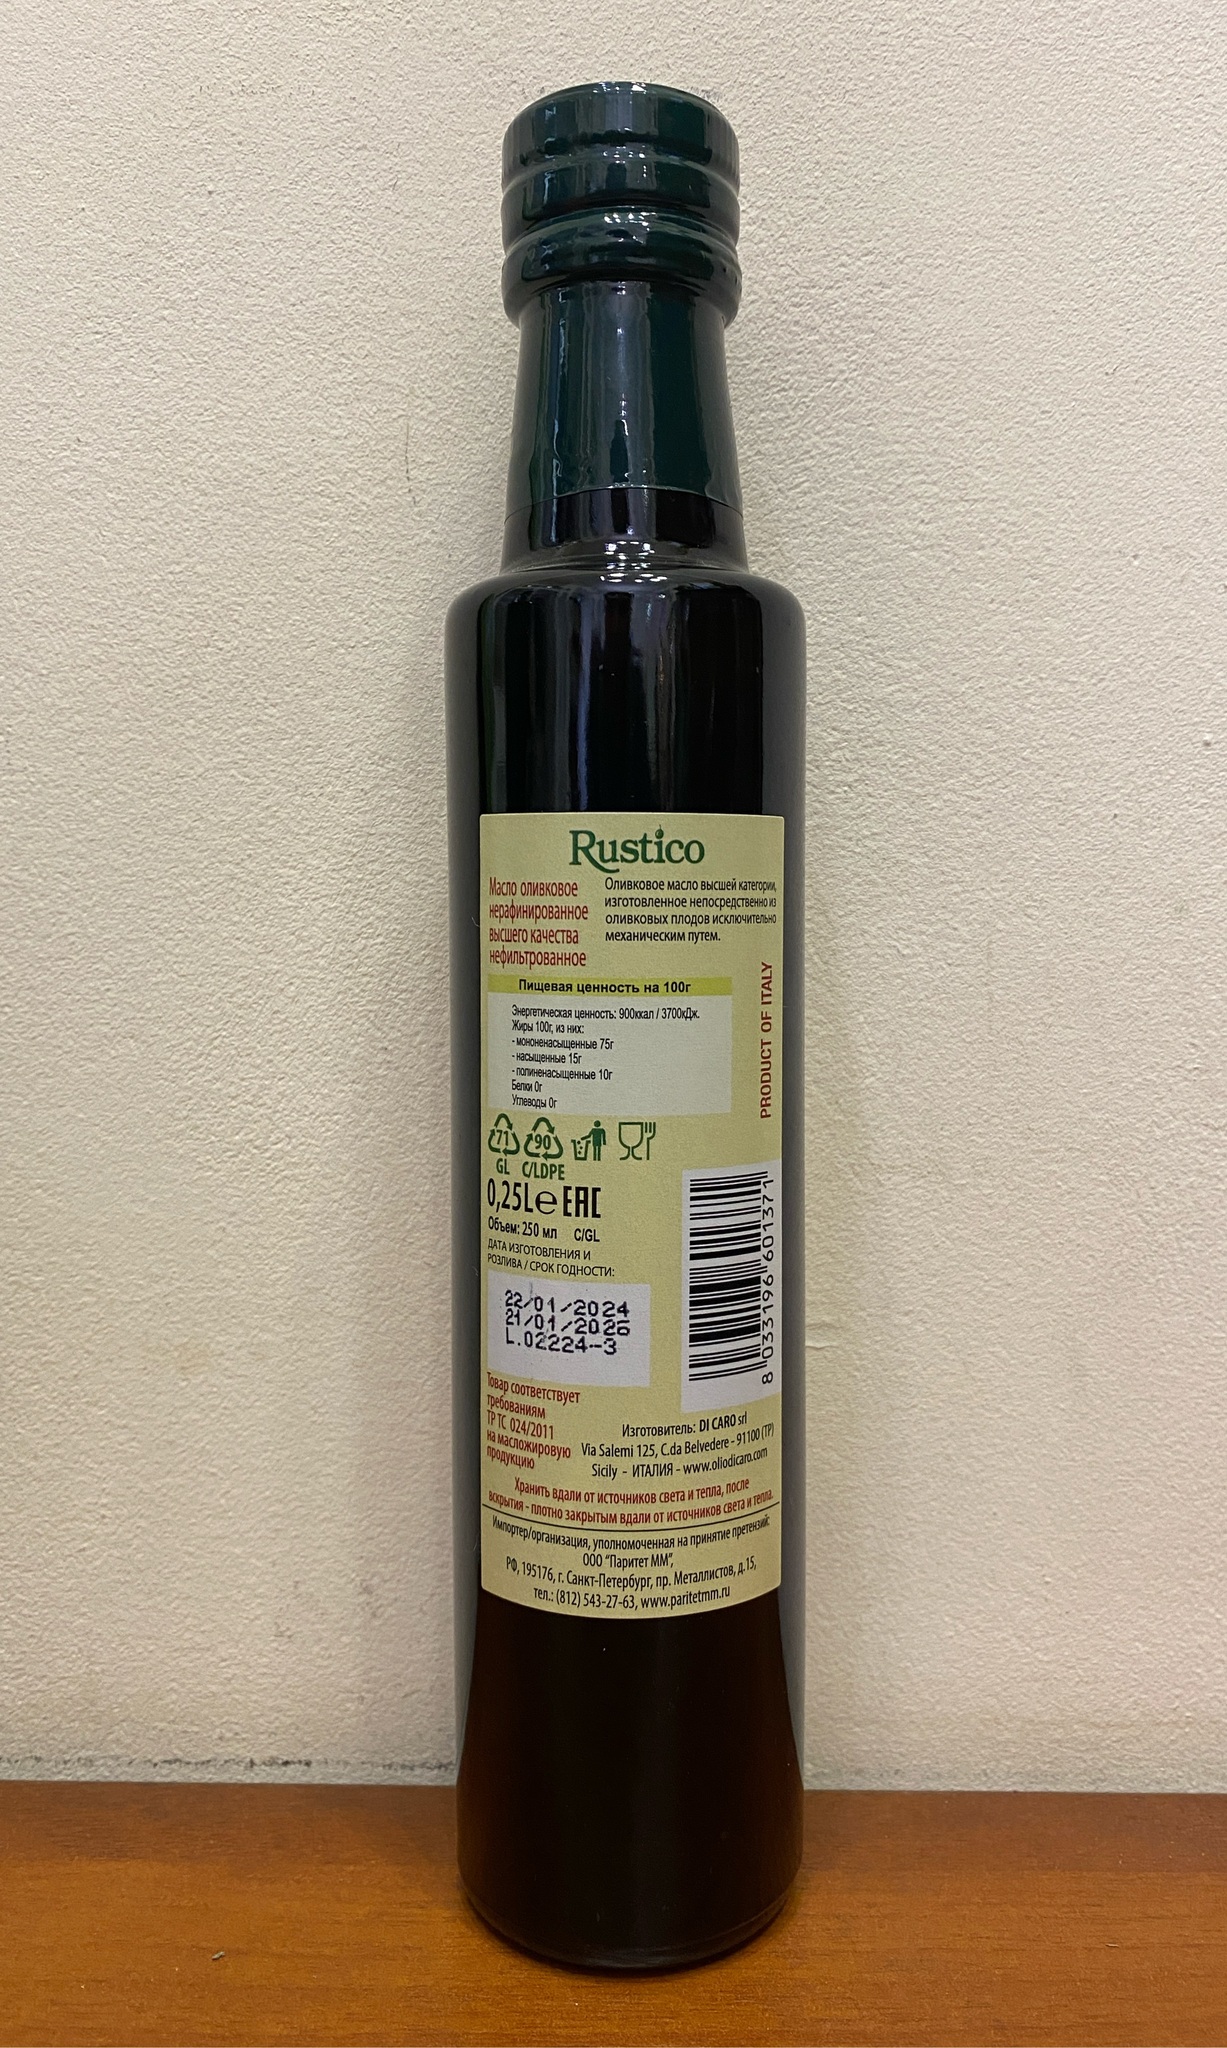 Rustico
Масло оливковое
нерафинированное
высшего качества
нефильтрованное
Оливковое масло высшей категории,
изготовленное непосредственно из
оливковых плодов исключительно
механическим путем.
Пищевая ценность на 100г
Энергетическая ценность: 900ккал / 3700кДж.
Жиры 100г, из них:
- мононенасыщенные 75г
- насыщенные 15г
- полиненасыщенные 10г
Белки 0г
Углеводы 0г
PRODUCT OF ITALY
71 90
GL C/LDPE
0,25L e EAC
Объем: 250 мл C/GL
ДАТА ИЗГОТОВЛЕНИЯ И
РОЗЛИВА / СРОК ГОДНОСТИ:
22/01/2024
21/01/2026
L.02224-3
8 033196 601371
Товар соответствует
требованиям
ТР ТС 024/2011
на масложировую
продукцию
Изготовитель: DI CARO srl
Via Salemi 125, C.da Belvedere - 91100 (TP)
Sicily - ИТАЛИЯ - www.oliodicaro.com
Хранить вдали от источников света и тепла, после
вскрытия - плотно закрытым вдали от источников света и тепла.
Импортер/организация, уполномоченная на принятие претензий:
ООО "Паритет ММ",
РФ, 195176, г. Санкт-Петербург, пр. Металлистов, д.15,
тел.: (812) 543-27-63, www.paritetmm.ru